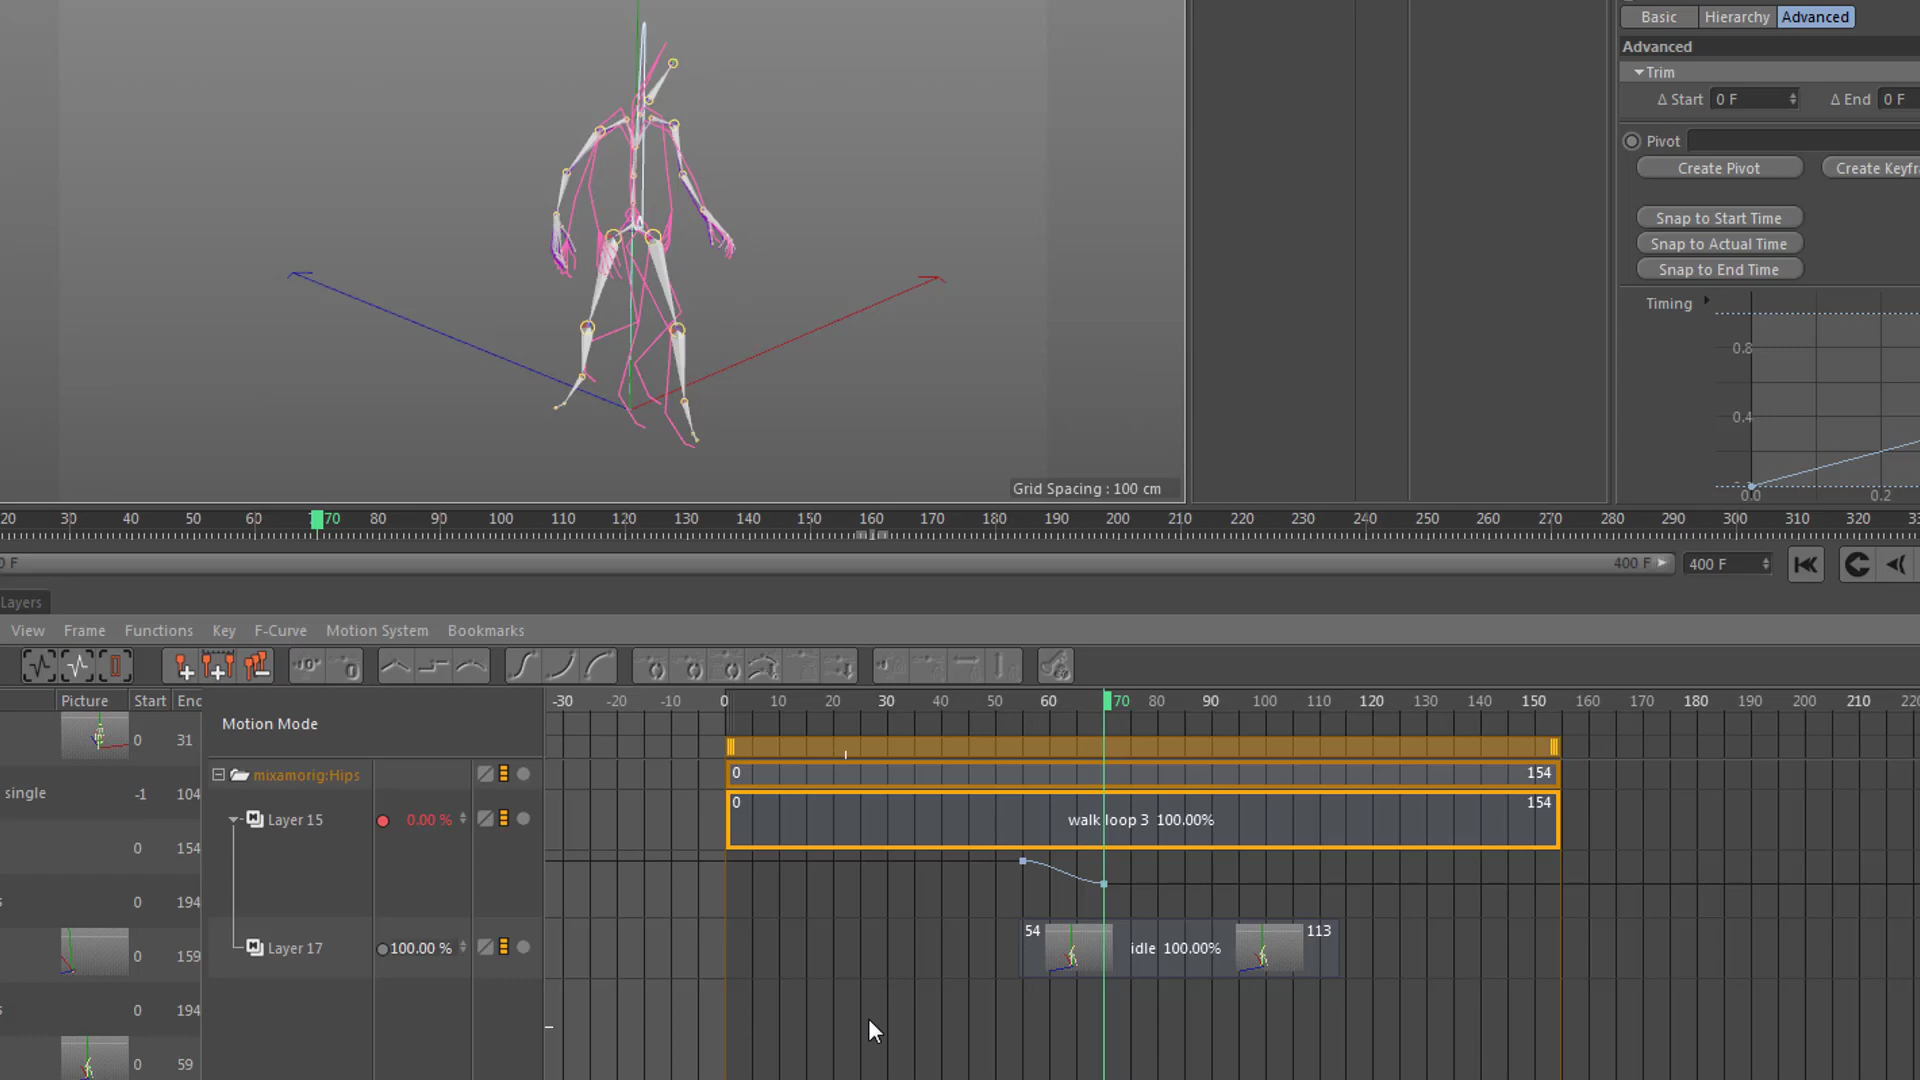 Basic Hierarchy Advanced
Advanced
Trim
Δ Start 0 F Δ End 0 F
Pivot
Create Pivot Create Keyfr
Snap to Start Time
Snap to Actual Time
Snap to End Time
Timing
0.8
0.4
0.0 0.2
Grid Spacing : 100 cm
20 30 40 50 60 70 80 90 100 110 120 130 140 150 160 170 180 190 200 210 220 230 240 250 260 270 280 290 300 310 320 33
0 F 400 F 400 F
Layers
View Frame Functions Key F-Curve Motion System Bookmarks
Picture Start End
-30 -20 -10 0 10 20 30 40 50 60 70 80 90 100 110 120 130 140 150 160 170 180 190 200 210 220
Motion Mode
0 31
mixamorig:Hips 0 154
single -1 104
0 154
Layer 15 0.00 % walk loop 3 100.00%
0 154
0 194
54 113
Layer 17 100.00 % idle 100.00%
0 159
0 194
0 59